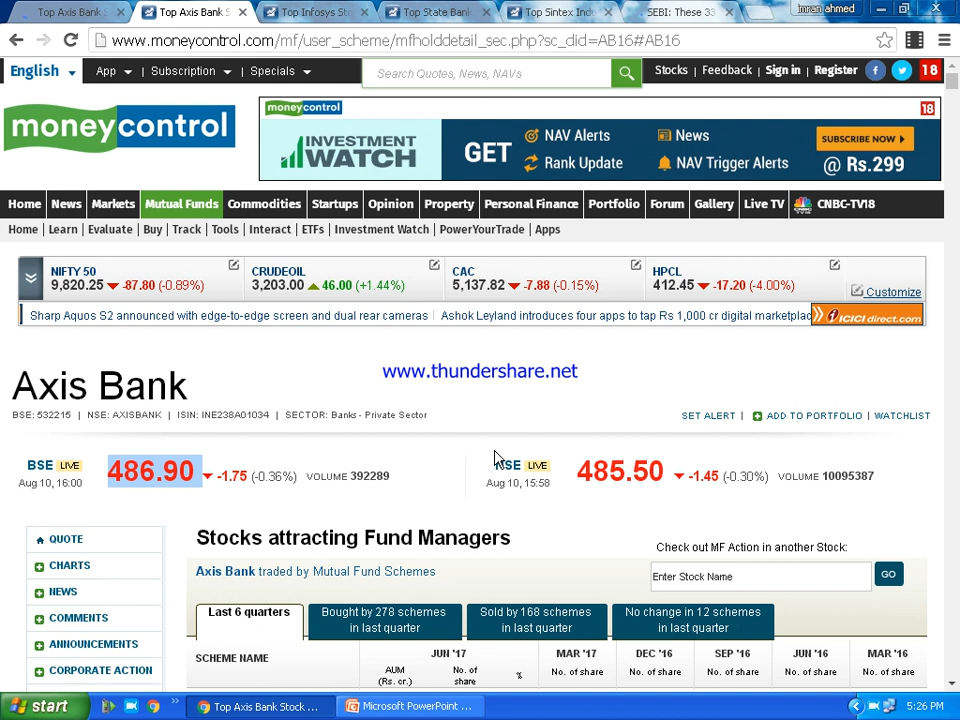 Top Axis Bank S
Top Axis Bank S
Top Infosys Sto
Top State Bank
Top Sintex Ind
SEBI: These 33
imran ahmed
www.moneycontrol.com/mf/user_scheme/mfholddetail_sec.php?sc_did=AB16#AB16
English
App | Subscription | Specials
Search Quotes, News, NAVs
Stocks | Feedback | Sign in | Register
18
moneycontrol
moneycontrol
18
INVESTMENT WATCH
GET
NAV Alerts
News
Rank Update
NAV Trigger Alerts
SUBSCRIBE NOW
@ Rs.299
Home News Markets Mutual Funds Commodities Startups Opinion Property Personal Finance Portfolio Forum Gallery Live TV CNBC-TV18
Home | Learn | Evaluate | Buy | Track | Tools | Interact | ETFs | Investment Watch | PowerYourTrade | Apps
NIFTY 50
9,820.25 -87.80 (-0.89%)
CRUDEOIL
3,203.00 46.00 (+1.44%)
CAC
5,137.82 -7.88 (-0.15%)
HPCL
412.45 -17.20 (-4.00%)
Customize
Sharp Aquos S2 announced with edge-to-edge screen and dual rear cameras | Ashok Leyland introduces four apps to tap Rs 1,000 cr digital marketplac
ICICI direct.com
www.thundershare.net
Axis Bank
BSE: 532215 | NSE: AXISBANK | ISIN: INE238A01034 | SECTOR: Banks - Private Sector
SET ALERT | ADD TO PORTFOLIO | WATCHLIST
BSE LIVE
Aug 10, 16:00
486.90 -1.75 (-0.36%) VOLUME 392289
NSE LIVE
Aug 10, 15:58
485.50 -1.45 (-0.30%) VOLUME 10095387
QUOTE
CHARTS
NEWS
COMMENTS
ANNOUNCEMENTS
CORPORATE ACTION
Stocks attracting Fund Managers
Check out MF Action in another Stock:
Axis Bank traded by Mutual Fund Schemes
Enter Stock Name
GO
Last 6 quarters
Bought by 278 schemes in last quarter
Sold by 168 schemes in last quarter
No change in 12 schemes in last quarter
SCHEME NAME
JUN '17
AUM (Rs. cr.)
No. of share
%
MAR '17
No. of share
DEC '16
No. of share
SEP '16
No. of share
JUN '16
No. of share
MAR '16
No. of share
start
Top Axis Bank Stock ...
Microsoft PowerPoint ...
5:26 PM